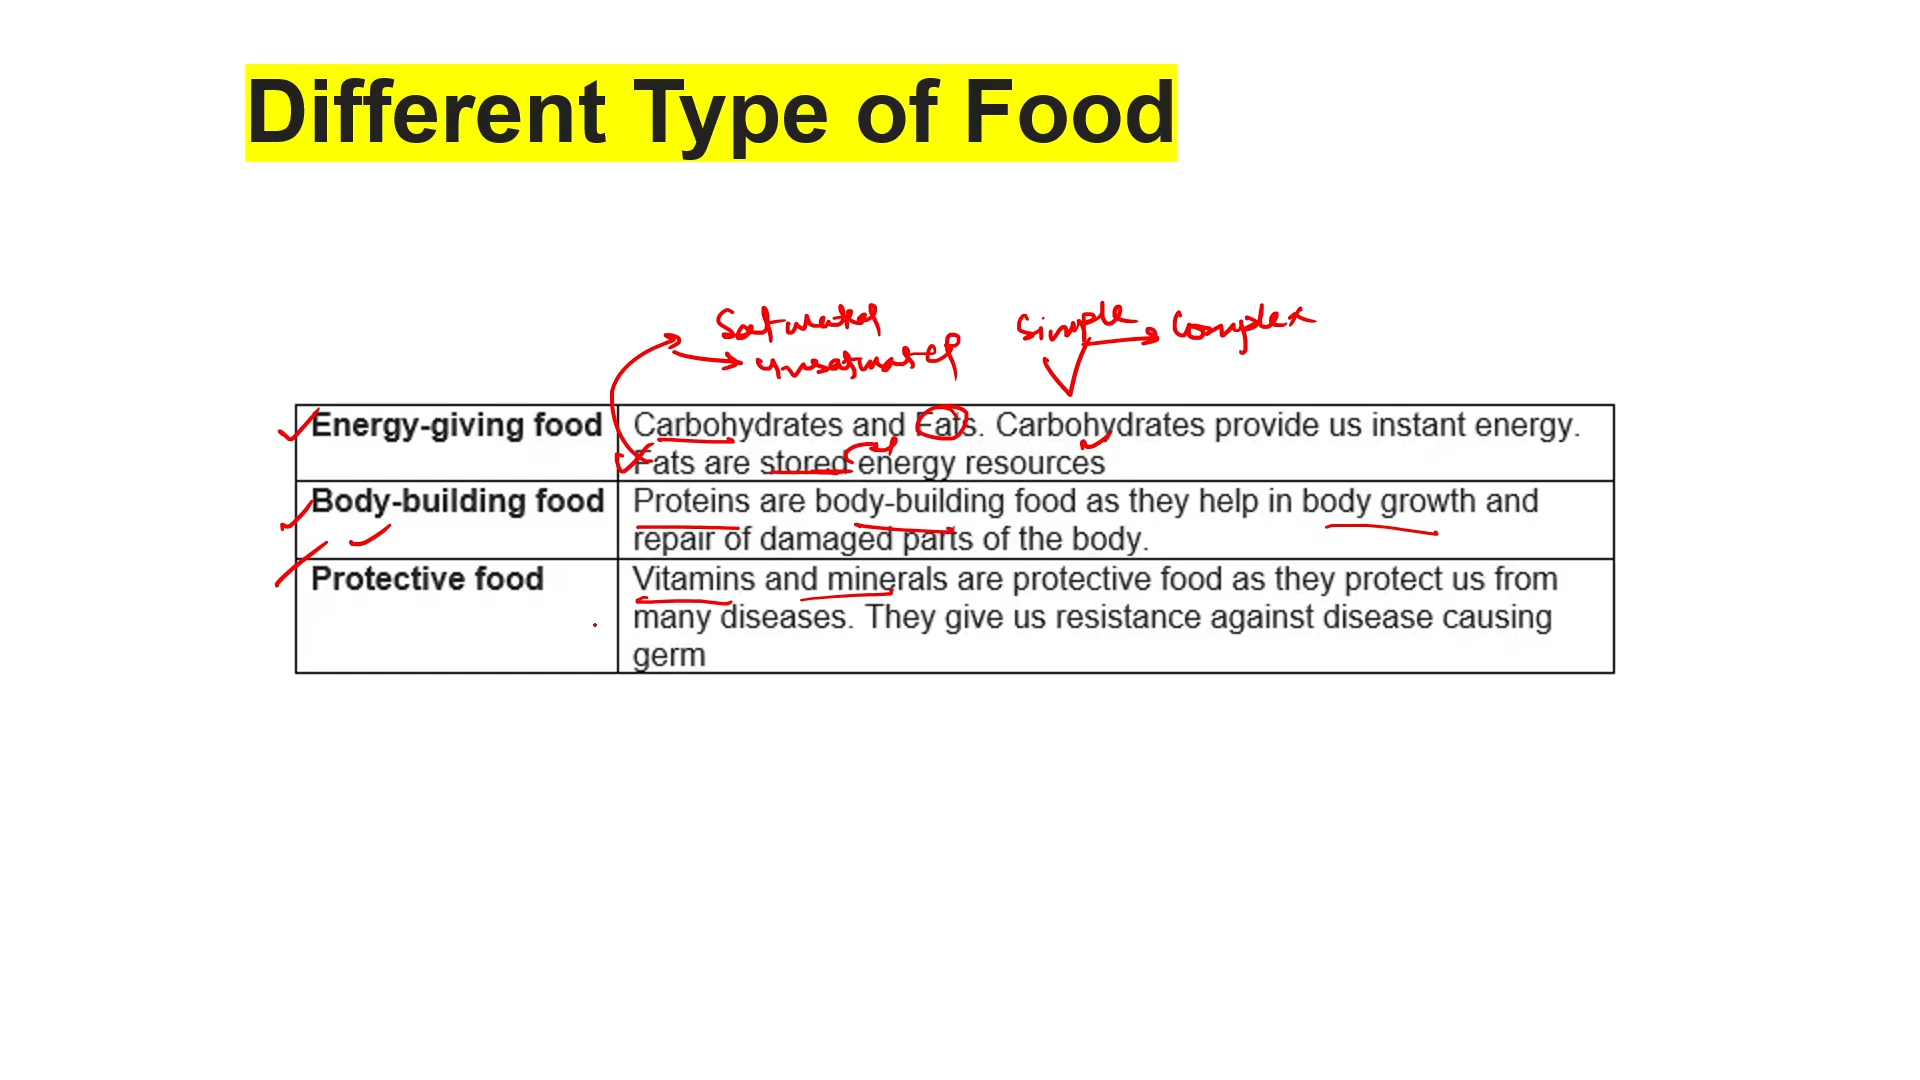 Different Type of Food
Saturated
unsaturated
Simple
Complex
Energy-giving food
Carbohydrates and Fats. Carbohydrates provide us instant energy.
Fats are stored energy resources
Body-building food
Proteins are body-building food as they help in body growth and
repair of damaged parts of the body.
Protective food
Vitamins and minerals are protective food as they protect us from
many diseases. They give us resistance against disease causing
germ